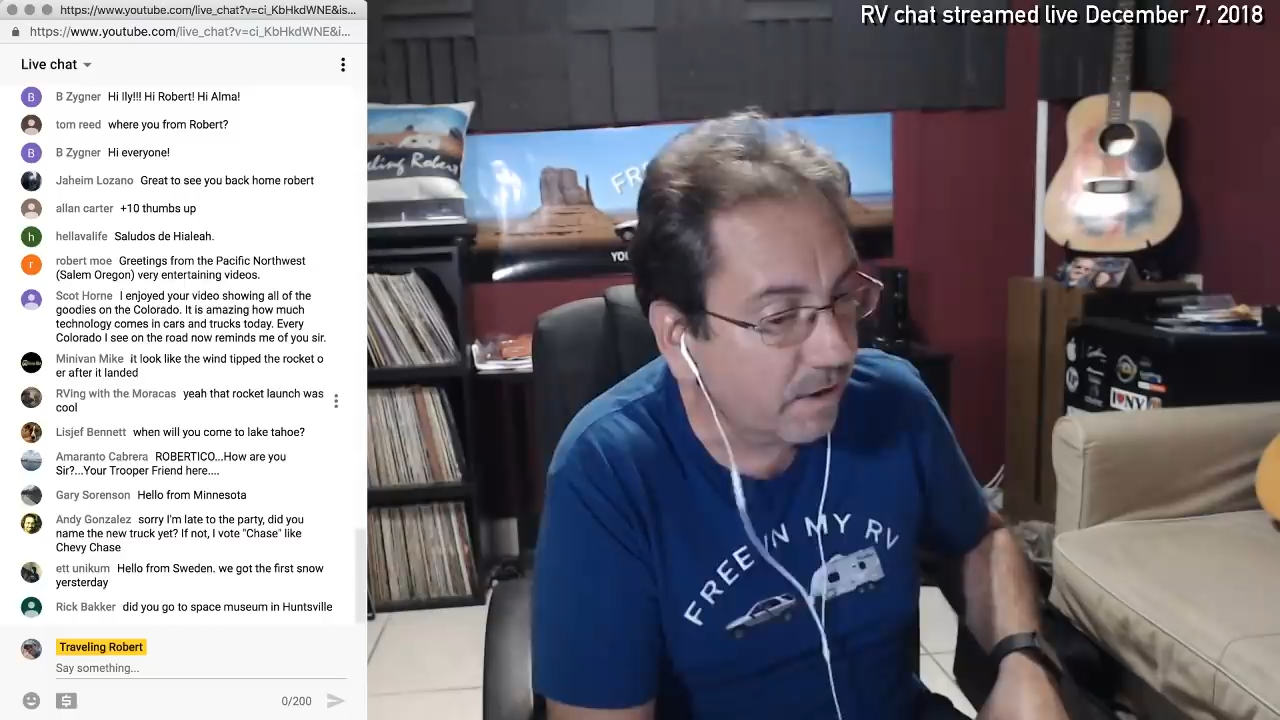 https://www.youtube.com/live_chat?v=ci_KbHkdWNE&is...
https://www.youtube.com/live_chat?v=ci_KbHkdWNE&i...
Live chat
B Zygner Hi Ily!!! Hi Robert! Hi Alma!
tom reed where you from Robert?
B Zygner Hi everyone!
Jaheim Lozano Great to see you back home robert
allan carter +10 thumbs up
hellavalife Saludos de Hialeah.
robert moe Greetings from the Pacific Northwest
(Salem Oregon) very entertaining videos.
Scot Horne I enjoyed your video showing all of the
goodies on the Colorado. It is amazing how much
technology comes in cars and trucks today. Every
Colorado I see on the road now reminds me of you sir.
Minivan Mike it look like the wind tipped the rocket o
er after it landed
RVing with the Moracas yeah that rocket launch was
cool
Lisjef Bennett when will you come to lake tahoe?
Amaranto Cabrera ROBERTICO...How are you
Sir?...Your Trooper Friend here....
Gary Sorenson Hello from Minnesota
Andy Gonzalez sorry I'm late to the party, did you
name the new truck yet? If not, I vote "Chase" like
Chevy Chase
ett unikum Hello from Sweden. we got the first snow
yersterday
Rick Bakker did you go to space museum in Huntsville
Traveling Robert
Say something...
0/200
RV chat streamed live December 7, 2018
eling Robert
FRE
YOU
FREE IN MY RV
I ♥ NY